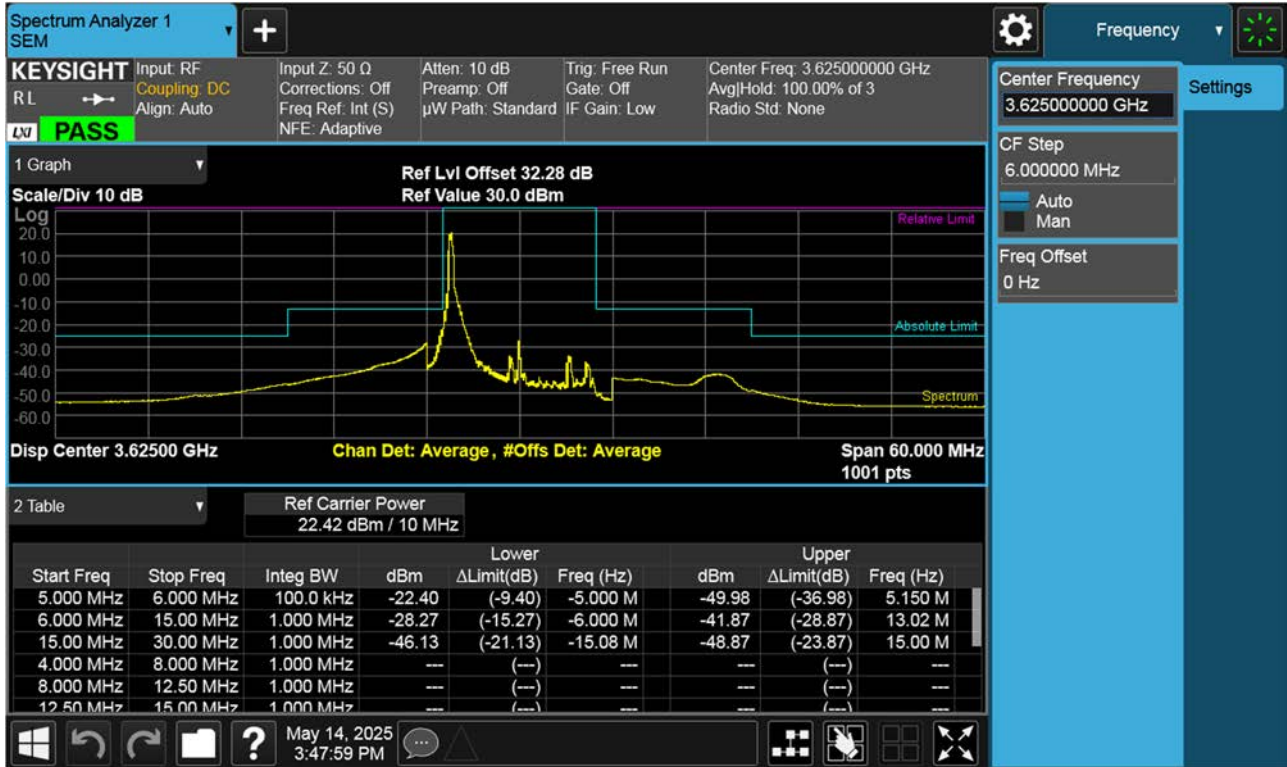 Spectrum Analyzer 1
SEM
Frequency
KEYSIGHT
RL
LXI
PASS
Input: RF
Coupling: DC
Align: Auto
Input Z: 50 Ω
Corrections: Off
Freq Ref: Int (S)
NFE: Adaptive
Atten: 10 dB
Preamp: Off
µW Path: Standard
Trig: Free Run
Gate: Off
IF Gain: Low
Center Freq: 3.625000000 GHz
Avg|Hold: 100.00% of 3
Radio Std: None
Center Frequency
3.625000000 GHz
Settings
CF Step
6.000000 MHz
Auto
Man
Freq Offset
0 Hz
1 Graph
Scale/Div 10 dB
Ref Lvl Offset 32.28 dB
Ref Value 30.0 dBm
Log
20.0
10.0
0.00
-10.0
-20.0
-30.0
-40.0
-50.0
-60.0
Relative Limit
Absolute Limit
Spectrum
Disp Center 3.62500 GHz
Chan Det: Average, #Offs Det: Average
Span 60.000 MHz
1001 pts
2 Table
Ref Carrier Power
22.42 dBm / 10 MHz
Lower Upper
Start Freq Stop Freq Integ BW dBm ΔLimit(dB) Freq (Hz) dBm ΔLimit(dB) Freq (Hz)
5.000 MHz 6.000 MHz 100.0 kHz -22.40 (-9.40) -5.000 M -49.98 (-36.98) 5.150 M
6.000 MHz 15.00 MHz 1.000 MHz -28.27 (-15.27) -6.000 M -41.87 (-28.87) 13.02 M
15.00 MHz 30.00 MHz 1.000 MHz -46.13 (-21.13) -15.08 M -48.87 (-23.87) 15.00 M
4.000 MHz 8.000 MHz 1.000 MHz --- (---) --- --- (---) ---
8.000 MHz 12.50 MHz 1.000 MHz --- (---) --- --- (---) ---
12.50 MHz 15.00 MHz 1.000 MHz --- (---) --- --- (---) ---
?
May 14, 2025
3:47:59 PM